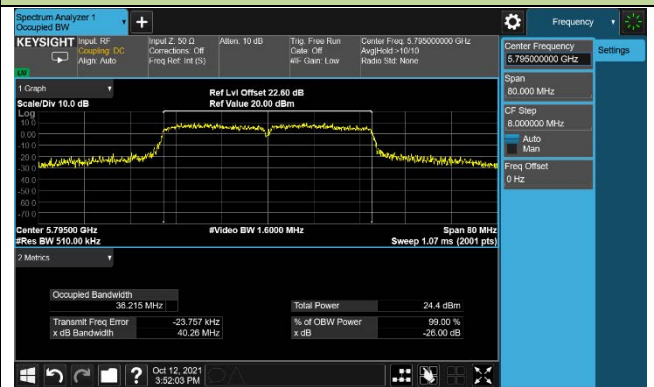 Spectrum Analyzer 1
Occupied BW
+
Frequency
KEYSIGHT
Input: RF
Coupling: DC
Align: Auto
Input Z: 50 Ω
Corrections: Off
Freq Ref: Int (S)
Atten: 10 dB
Trig: Free Run
Gate: Off
#IF Gain: Low
Center Freq: 5.795000000 GHz
Avg|Hold:>10/10
Radio Std: None
Center Frequency
5.795000000 GHz
Settings
Span
80.000 MHz
CF Step
8.000000 MHz
Auto
Man
Freq Offset
0 Hz
1 Graph
Scale/Div 10.0 dB
Ref Lvl Offset 22.60 dB
Ref Value 20.00 dBm
Log
10.0
0.00
-10.0
-20.0
-30.0
-40.0
-50.0
-60.0
-70.0
Center 5.79500 GHz
#Video BW 1.6000 MHz
Span 80 MHz
#Res BW 510.00 kHz
Sweep 1.07 ms (2001 pts)
2 Metrics
Occupied Bandwidth
36.215 MHz
Total Power 24.4 dBm
Transmit Freq Error -23.757 kHz
% of OBW Power 99.00 %
x dB Bandwidth 40.26 MHz
x dB -26.00 dB
?
Oct 12, 2021
3:52:03 PM